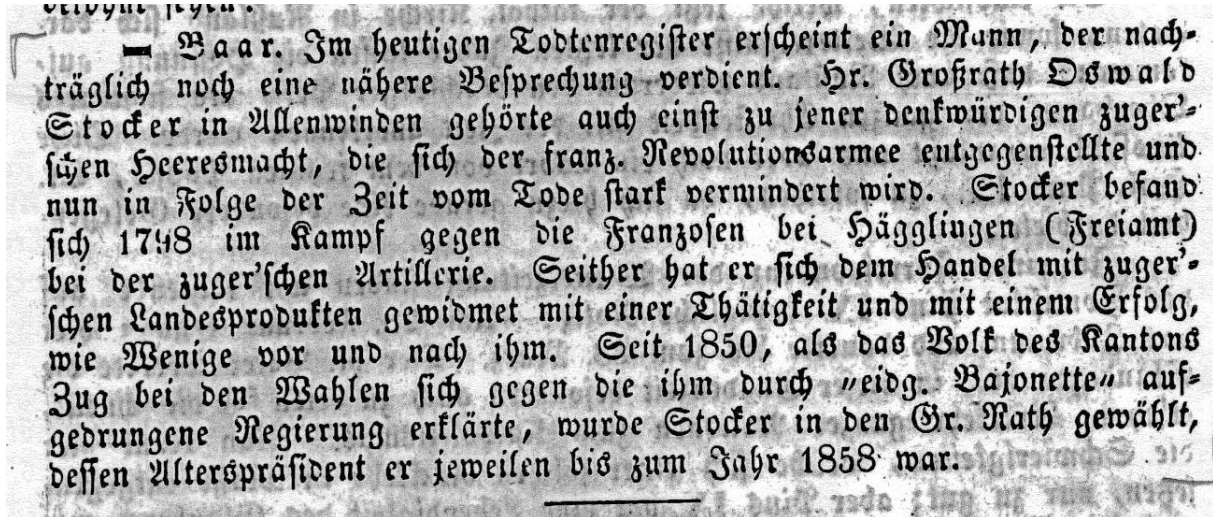 — Baar. Im heutigen Todtenregister erscheint ein Mann, der nach-
träglich noch eine nähere Besprechung verdient. Hr. Großrath Oswald
Stocker in Allenwinden gehörte auch einst zu jener denkwürdigen zuger'-
schen Heeresmacht, die sich der franz. Revolutionsarmee entgegenstellte und
nun in Folge der Zeit vom Tode stark vermindert wird. Stocker befand
sich 1798 im Kampf gegen die Franzosen bei Hägglingen (Freiamt)
bei der zuger'schen Artillerie. Seither hat er sich dem Handel mit zuger'-
schen Landesprodukten gewidmet mit einer Thätigkeit und mit einem Erfolg,
wie Wenige vor und nach ihm. Seit 1850, als das Volk des Kantons
Zug bei den Wahlen sich gegen die ihm durch „eidg. Bajonette" auf-
gedrungene Regierung erklärte, wurde Stocker in den Gr. Rath gewählt,
dessen Alterspräsident er jeweilen bis zum Jahr 1858 war.